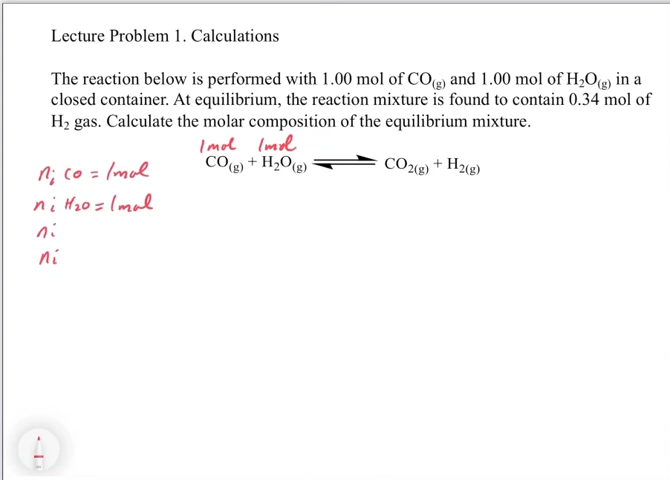 Lecture Problem 1. Calculations
The reaction below is performed with 1.00 mol of CO(g) and 1.00 mol of H2O(g) in a
closed container. At equilibrium, the reaction mixture is found to contain 0.34 mol of
H2 gas. Calculate the molar composition of the equilibrium mixture.
1mol 1mol
CO(g) + H2O(g) ⇌ CO2(g) + H2(g)
ni CO = 1mol
ni H2O = 1mol
ni
ni